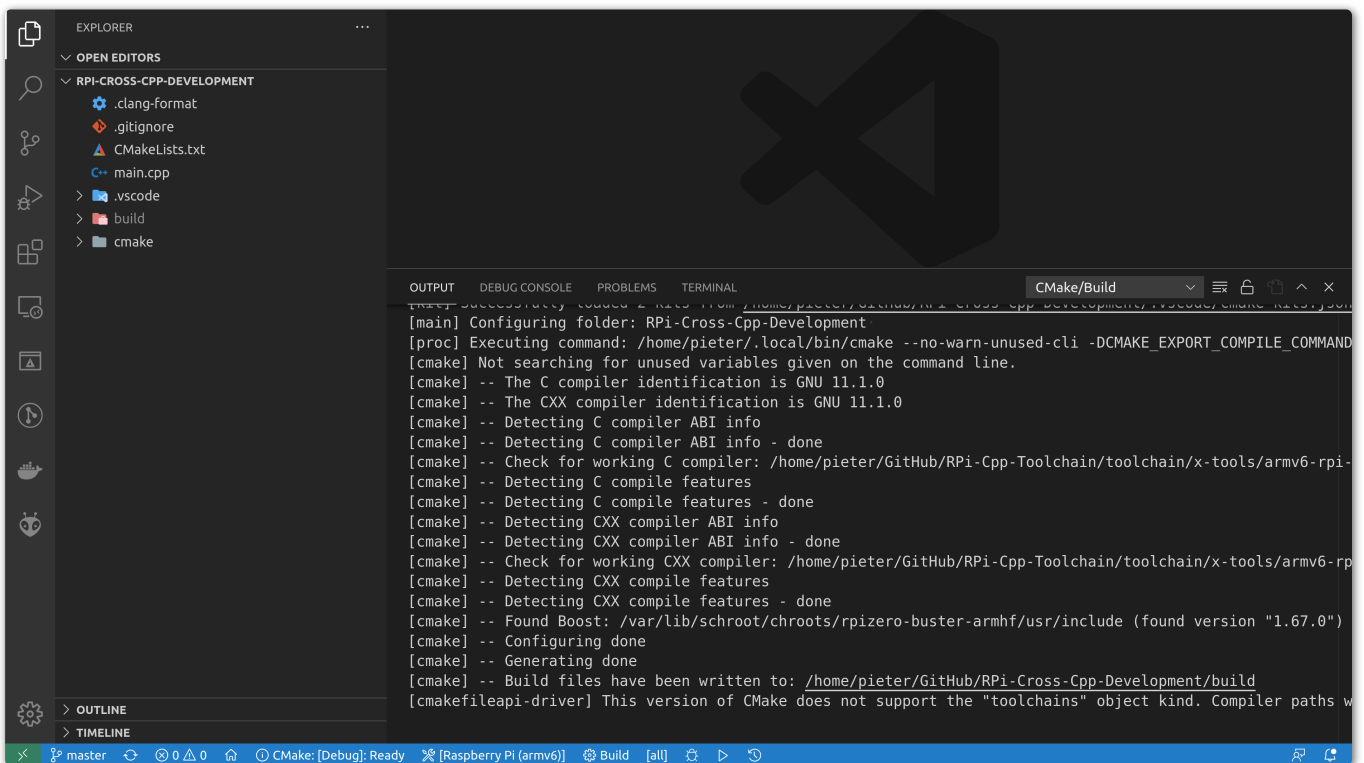 EXPLORER
OPEN EDITORS
RPI-CROSS-CPP-DEVELOPMENT
.clang-format
.gitignore
CMakeLists.txt
C++ main.cpp
.vscode
build
cmake
OUTLINE
TIMELINE
OUTPUT DEBUG CONSOLE PROBLEMS TERMINAL CMake/Build
[main] Configuring folder: RPi-Cross-Cpp-Development
[proc] Executing command: /home/pieter/.local/bin/cmake --no-warn-unused-cli -DCMAKE_EXPORT_COMPILE_COMMAND
[cmake] Not searching for unused variables given on the command line.
[cmake] -- The C compiler identification is GNU 11.1.0
[cmake] -- The CXX compiler identification is GNU 11.1.0
[cmake] -- Detecting C compiler ABI info
[cmake] -- Detecting C compiler ABI info - done
[cmake] -- Check for working C compiler: /home/pieter/GitHub/RPi-Cpp-Toolchain/toolchain/x-tools/armv6-rpi-
[cmake] -- Detecting C compile features
[cmake] -- Detecting C compile features - done
[cmake] -- Detecting CXX compiler ABI info
[cmake] -- Detecting CXX compiler ABI info - done
[cmake] -- Check for working CXX compiler: /home/pieter/GitHub/RPi-Cpp-Toolchain/toolchain/x-tools/armv6-rp
[cmake] -- Detecting CXX compile features
[cmake] -- Detecting CXX compile features - done
[cmake] -- Found Boost: /var/lib/schroot/chroots/rpizero-buster-armhf/usr/include (found version "1.67.0")
[cmake] -- Configuring done
[cmake] -- Generating done
[cmake] -- Build files have been written to: /home/pieter/GitHub/RPi-Cross-Cpp-Development/build
[cmakefileapi-driver] This version of CMake does not support the "toolchains" object kind. Compiler paths w
master 0 0 CMake: [Debug]: Ready [Raspberry Pi (armv6)] Build [all]